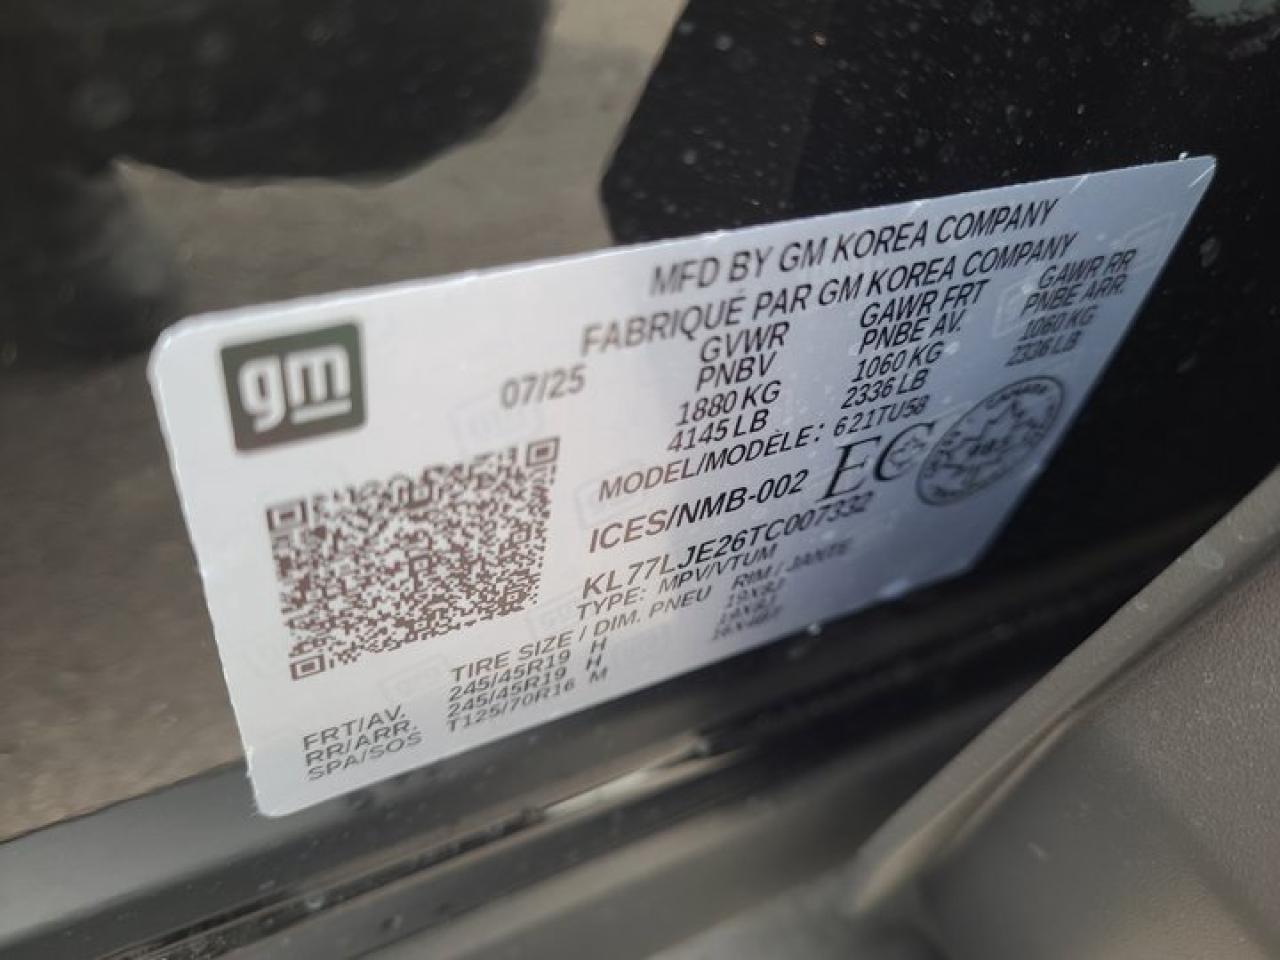 gm
MFD BY GM KOREA COMPANY
FABRIQUÉ PAR GM KOREA COMPANY
07/25
GVWR GAWR FRT GAWR RR
PNBV PNBE AV. PNBE ARR.
1880 KG 1060 KG 1060 KG
4145 LB 2336 LB 2336 LB
MODEL/MODÈLE: 621TU58
ICES/NMB-002 EC
KL77LJE26TC007332
TYPE: MPV/VTUM
TIRE SIZE / DIM. PNEU RIM / JANTE
FRT/AV. 245/45R19 H
RR/ARR. 245/45R19 H
SPA/SOS T125/70R16 M